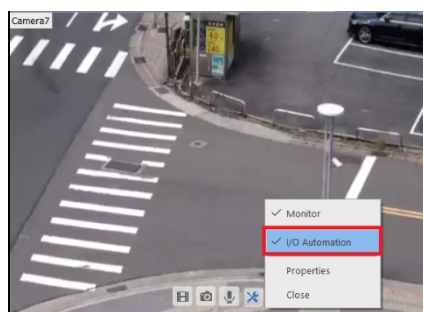 Camera7
✓ Monitor
✓ I/O Automation
Properties
Close